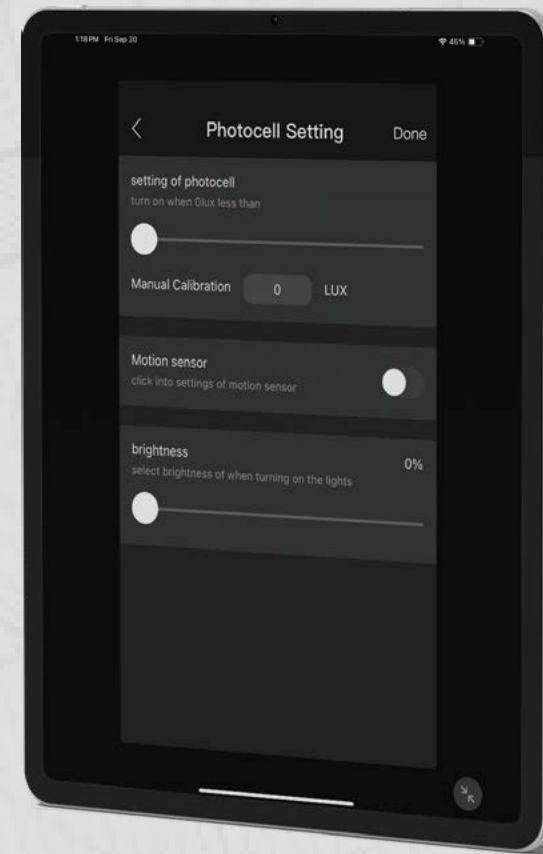 1:18 PM Fri Sep 20
45%
Photocell Setting
Done
setting of photocell
turn on when 0lux less than
Manual Calibration
0
LUX
Motion sensor
click into settings of motion sensor
brightness
0%
select brightness of when turning on the lights